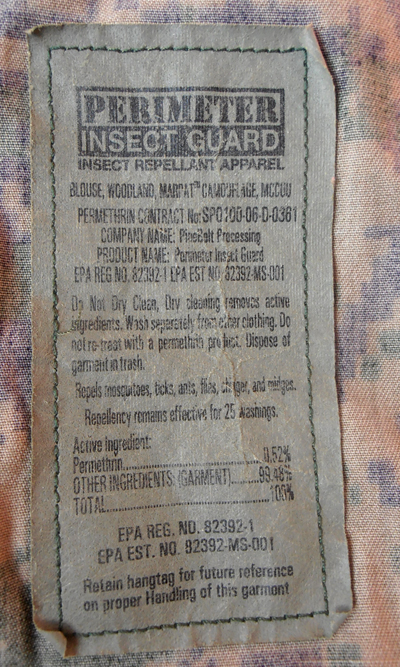 PERIMETER
INSECT GUARD
INSECT REPELLANT APPAREL
BLOUSE, WOODLAND, MARPAT™ CAMOUFLAGE, MCCUU
PERMETHRIN CONTRACT No: SPO100-06-D-0361
COMPANY NAME: PineBelt Processing
PRODUCT NAME: Perimeter Insect Guard
EPA REG NO. 82392-1 EPA EST NO. 82392-MS-001
Do Not Dry Clean, Dry cleaning removes active
ingredients. Wash separately from other clothing. Do
not re-treat with a permethrin product. Dispose of
garment in trash.
Repels mosquitoes, ticks, ants, flies, chigger, and midges.
Repellency remains effective for 25 washings.
Active Ingredient:
Permethrin..............................0.52%
OTHER INGREDIENTS: (GARMENT)..........99.48%
TOTAL....................................100%
EPA REG. NO. 82392-1
EPA EST. NO. 82392-MS-001
Retain hangtag for future reference
on proper Handling of this garment